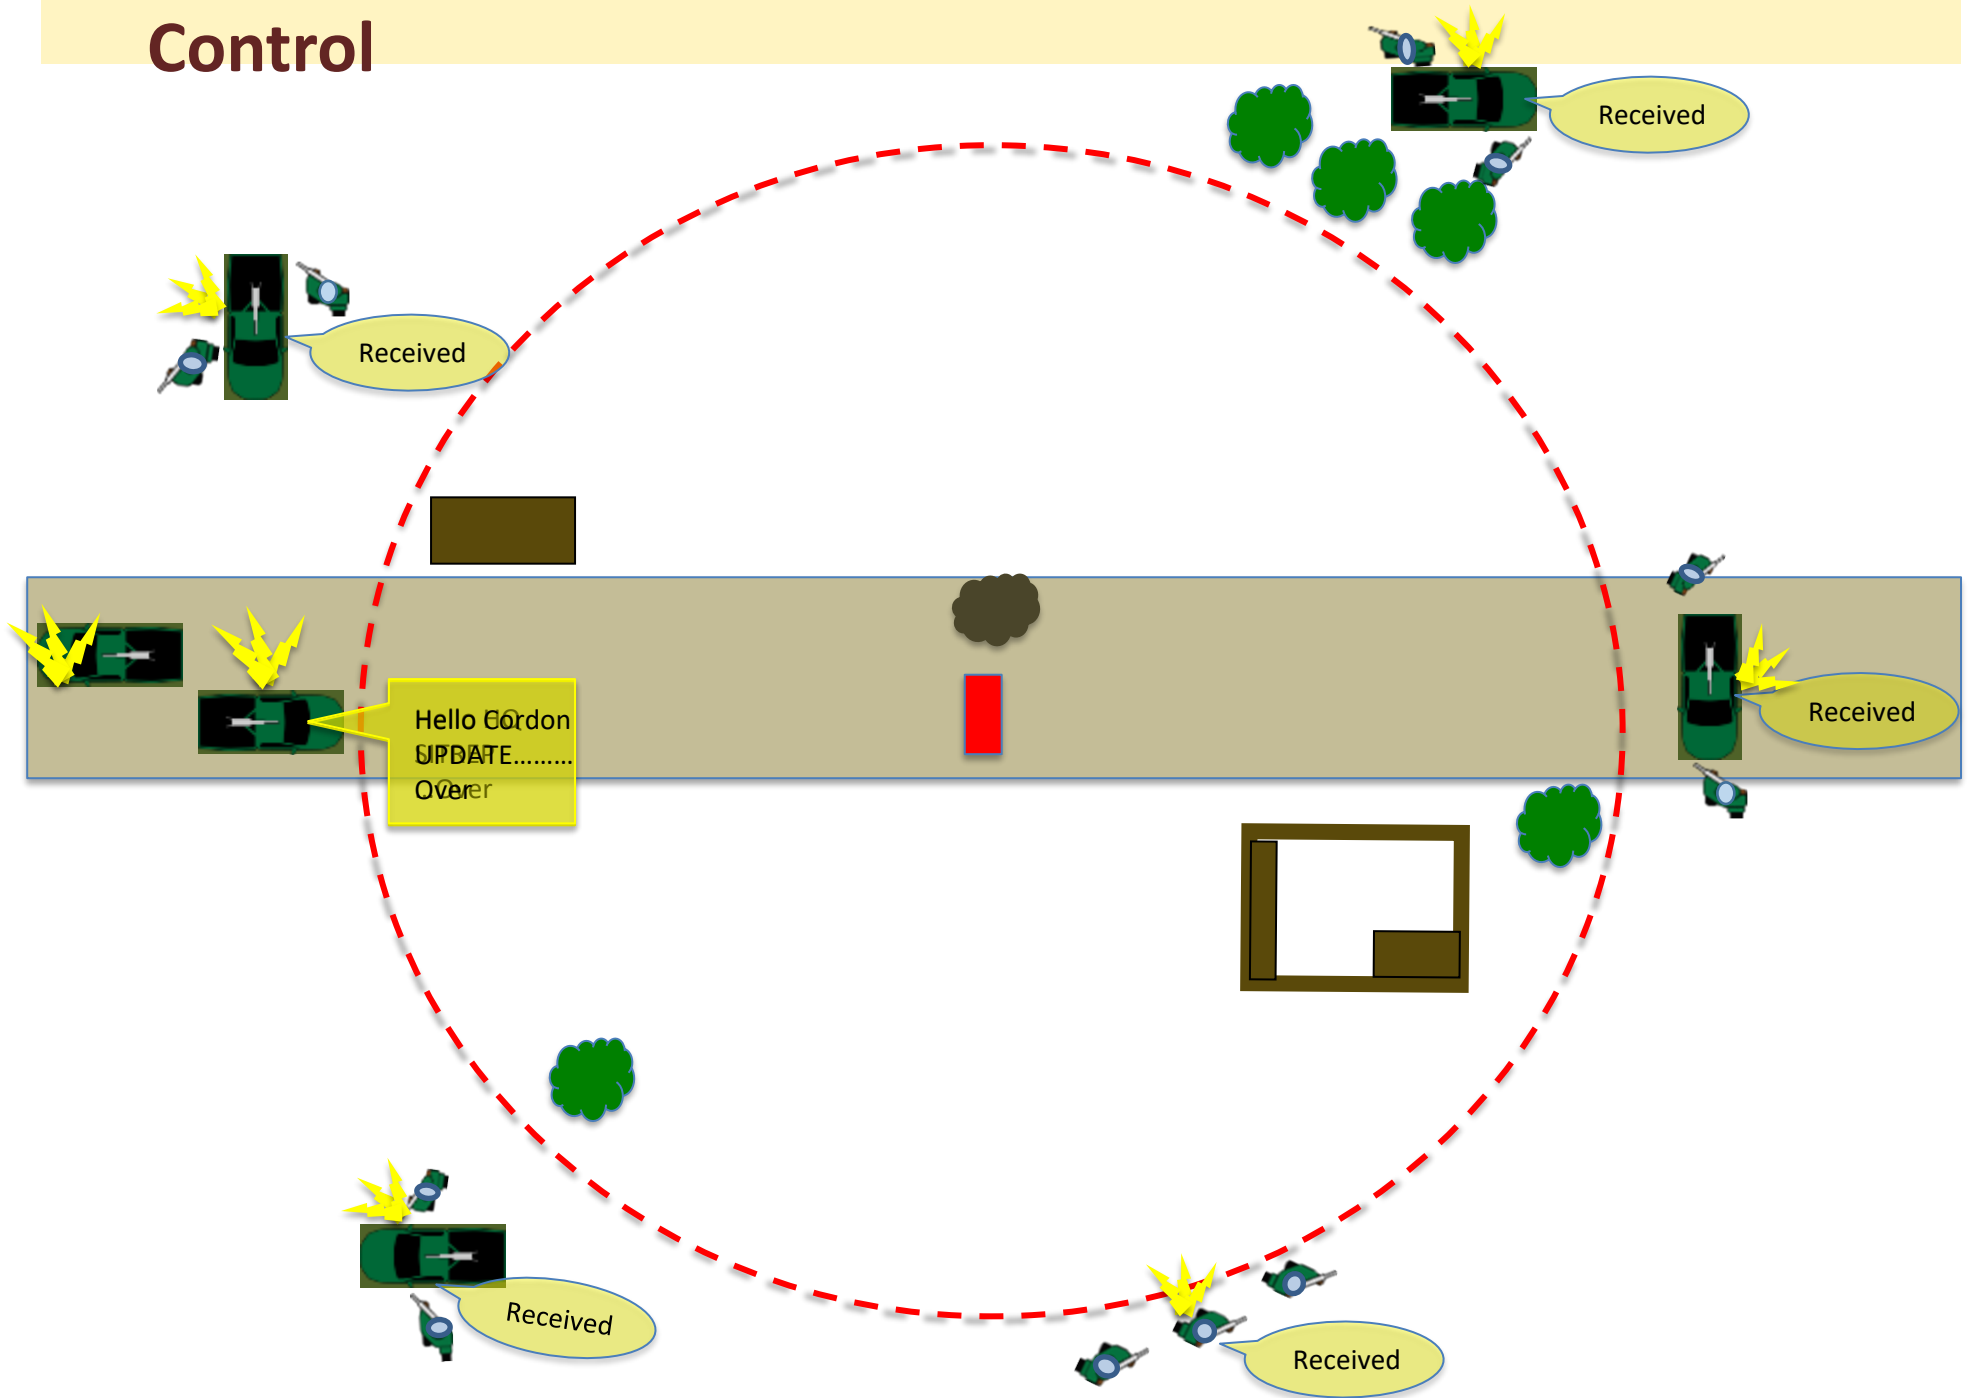 Control
Received
Received
Hello Cordon
UPDATE.........
Over
Received
Received
Received